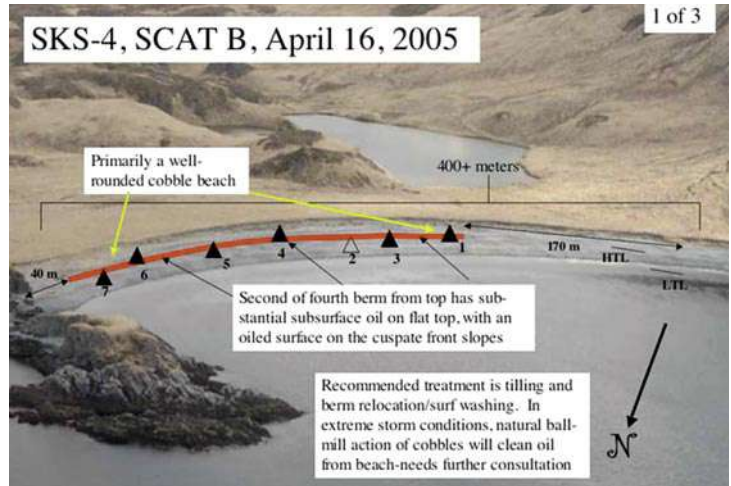 1 of 3
SKS-4, SCAT B, April 16, 2005
Primarily a well-
rounded cobble beach
400+ meters
170 m
HTL
LTL
40 m
7
6
5
4
2
3
1
Second of fourth berm from top has sub-
stantial subsurface oil on flat top, with an
oiled surface on the cuspate front slopes
Recommended treatment is tilling and
berm relocation/surf washing. In
extreme storm conditions, natural ball-
mill action of cobbles will clean oil
from beach-needs further consultation
N